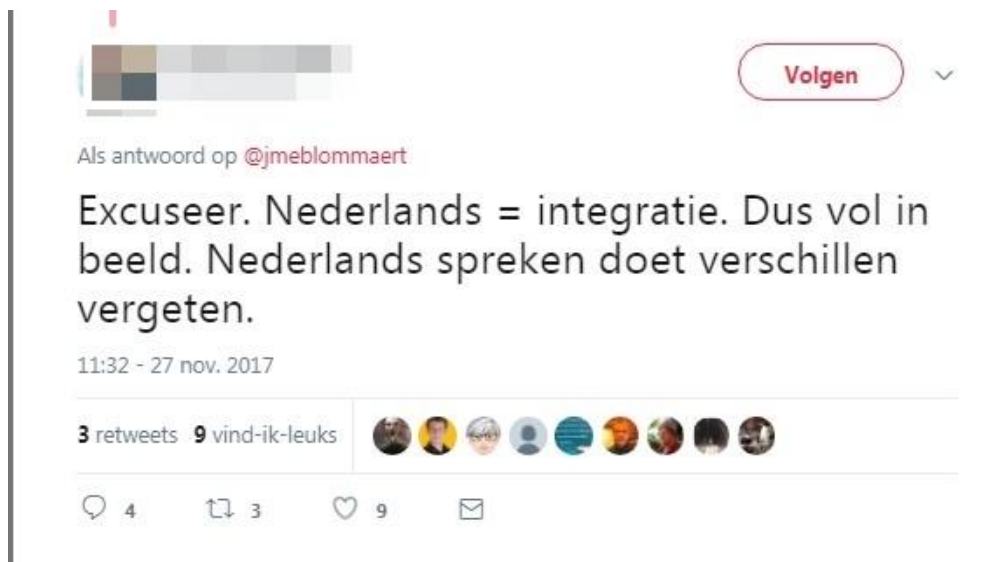 Volgen
Als antwoord op @jmeblommaert
Excuseer. Nederlands = integratie. Dus vol in
beeld. Nederlands spreken doet verschillen
vergeten.
11:32 - 27 nov. 2017
3 retweets 9 vind-ik-leuks
4 3 9